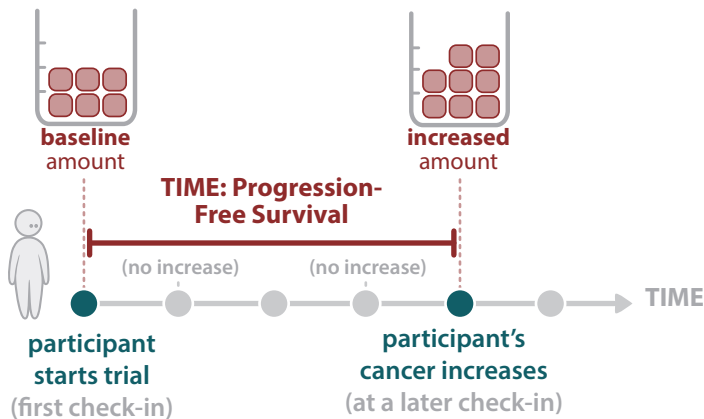 baseline
amount
increased
amount
TIME: Progression-
Free Survival
(no increase)
(no increase)
TIME
participant
starts trial
(first check-in)
participant's
cancer increases
(at a later check-in)